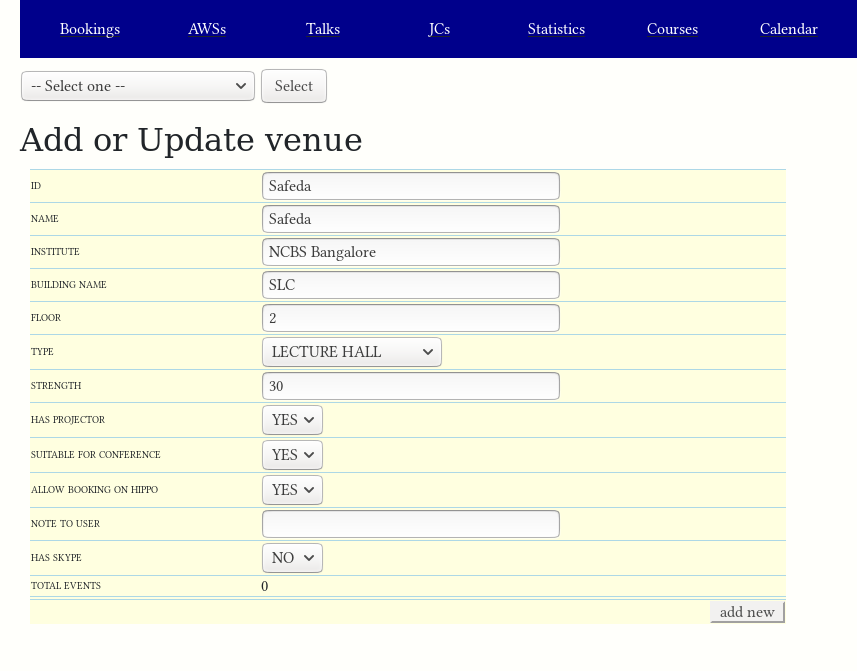 Bookings AWSs Talks JCs Statistics Courses Calendar
-- Select one -- Select
Add or Update venue
ID Safeda
NAME Safeda
INSTITUTE NCBS Bangalore
BUILDING NAME SLC
FLOOR 2
TYPE LECTURE HALL
STRENGTH 30
HAS PROJECTOR YES
SUITABLE FOR CONFERENCE YES
ALLOW BOOKING ON HIPPO YES
NOTE TO USER
HAS SKYPE NO
TOTAL EVENTS 0
add new